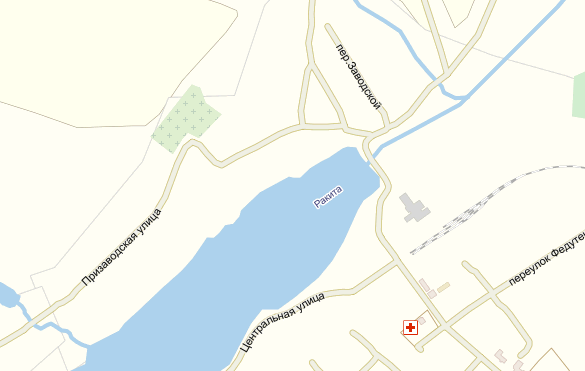 пер.Заводской
Ракита
Призаводская улица
Центральная улица
переулок Федуте